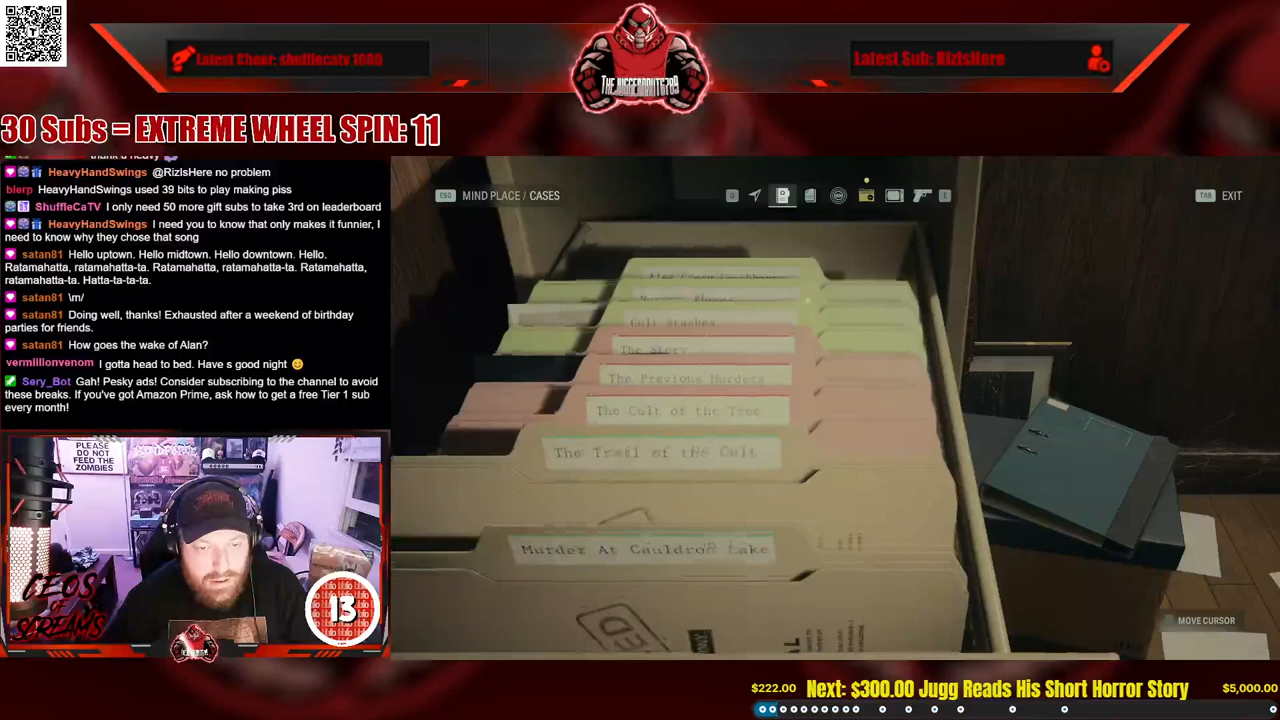 Latest Cheer: shufflecatv 1000
THEJUGGERNAUT6789
Latest Sub: RizIsHere
30 Subs = EXTREME WHEEL SPIN: 11
HeavyHandSwings @RizIsHere no problem
blerp HeavyHandSwings used 39 bits to play making piss
ShuffleCaTV I only need 50 more gift subs to take 3rd on leaderboard
HeavyHandSwings I need you to know that only makes it funnier, I
need to know why they chose that song
satan81 Hello uptown. Hello midtown. Hello downtown. Hello.
Ratamahatta, ratamahatta-ta. Ratamahatta, ratamahatta-ta. Ratamahatta,
ratamahatta-ta. Hatta-ta-ta-ta.
satan81 \m/
satan81 Doing well, thanks! Exhausted after a weekend of birthday
parties for friends.
satan81 How goes the wake of Alan?
vermillionvenom I gotta head to bed. Have s good night
Sery_Bot Gah! Pesky ads! Consider subscribing to the channel to avoid
these breaks. If you've got Amazon Prime, ask how to get a free Tier 1 sub
every month!
ESC MIND PLACE / CASES
Q
E
TAB EXIT
Cult Stashes
The Story
The Previous Murders
The Cult of the Tree
The Trail of the Cult
Murder At Cauldron Lake
MOVE CURSOR
PLEASE
DO NOT
FEED THE
ZOMBIES
CEOS
OF
SCREAMS
13
$222.00 Next: $300.00 Jugg Reads His Short Horror Story $5,000.00